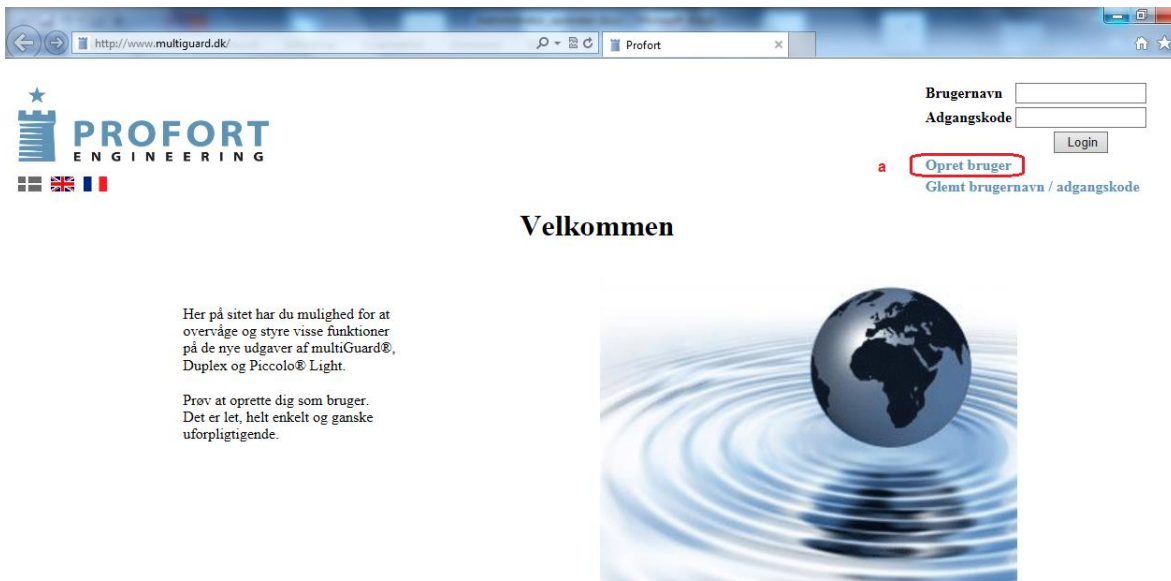 http://www.multiguard.dk/
Profort
PROFORT
ENGINEERING
Brugernavn
Adgangskode
Login
a Opret bruger
Glemt brugernavn / adgangskode
Velkommen
Her på sitet har du mulighed for at
overvåge og styre visse funktioner
på de nye udgaver af multiGuard®,
Duplex og Piccolo® Light.
Prøv at oprette dig som bruger.
Det er let, helt enkelt og ganske
uforpligtigende.